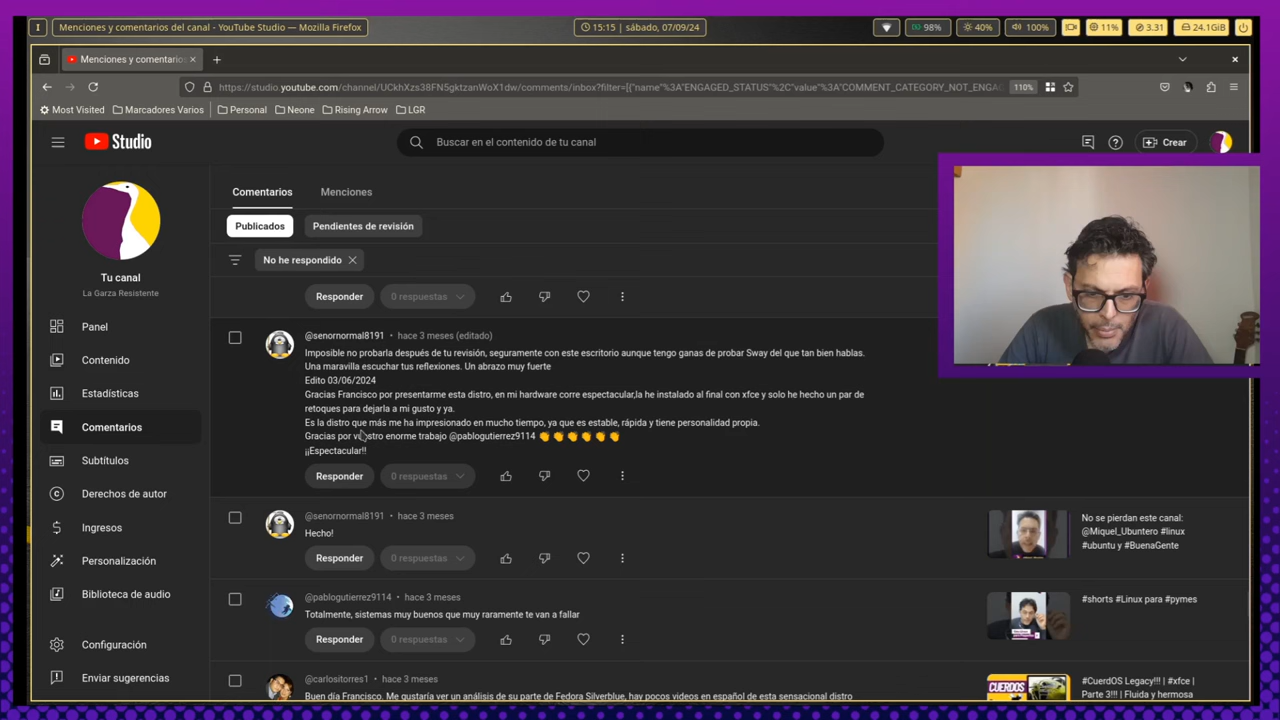 I
Menciones y comentarios del canal - YouTube Studio — Mozilla Firefox
15:15 | sábado, 07/09/24
98%
40%
100%
11%
3.31
24.1GiB
Menciones y comentario
https://studio.youtube.com/channel/UCkhXzs38FN5gktzanWoX1dw/comments/inbox?filter=[{"name"%3A"ENGAGED_STATUS"%2C"value"%3A"COMMENT_CATEGORY_NOT_ENGA
110%
Most Visited
Marcadores Varios
Personal
Neone
Rising Arrow
LGR
Studio
Buscar en el contenido de tu canal
Crear
Tu canal
La Garza Resistente
Panel
Contenido
Estadísticas
Comentarios
Subtítulos
Derechos de autor
Ingresos
Personalización
Biblioteca de audio
Configuración
Enviar sugerencias
Comentarios
Menciones
Publicados
Pendientes de revisión
No he respondido
Responder
0 respuestas
@senornormal8191 • hace 3 meses (editado)
Imposible no probarla después de tu revisión, seguramente con este escritorio aunque tengo ganas de probar Sway del que tan bien hablas.
Una maravilla escuchar tus reflexiones. Un abrazo muy fuerte
Edito 03/06/2024
Gracias Francisco por presentarme esta distro, en mi hardware corre espectacular,la he instalado al final con xfce y solo he hecho un par de
retoques para dejarla a mi gusto y ya.
Es la distro que más me ha impresionado en mucho tiempo, ya que es estable, rápida y tiene personalidad propia.
Gracias por vuestro enorme trabajo @pablogutierrez9114 👏 👏 👏 👏 👏 👏
¡¡Espectacular!!
Responder
0 respuestas
@senornormal8191 • hace 3 meses
Hecho!
Responder
0 respuestas
No se pierdan este canal:
@Miquel_Ubuntero #linux
#ubuntu y #BuenaGente
@pablogutierrez9114 • hace 3 meses
Totalmente, sistemas muy buenos que muy raramente te van a fallar
Responder
0 respuestas
#shorts #Linux para #pymes
@carlositorres1 • hace 4 meses
Buen día Francisco. Me gustaría ver un análisis de su parte de Fedora Silverblue, hay pocos videos en español de esta sensacional distro
CUERDOS
#CuerdOS Legacy!!! | #xfce |
Parte 3!!! | Fluida y hermosa